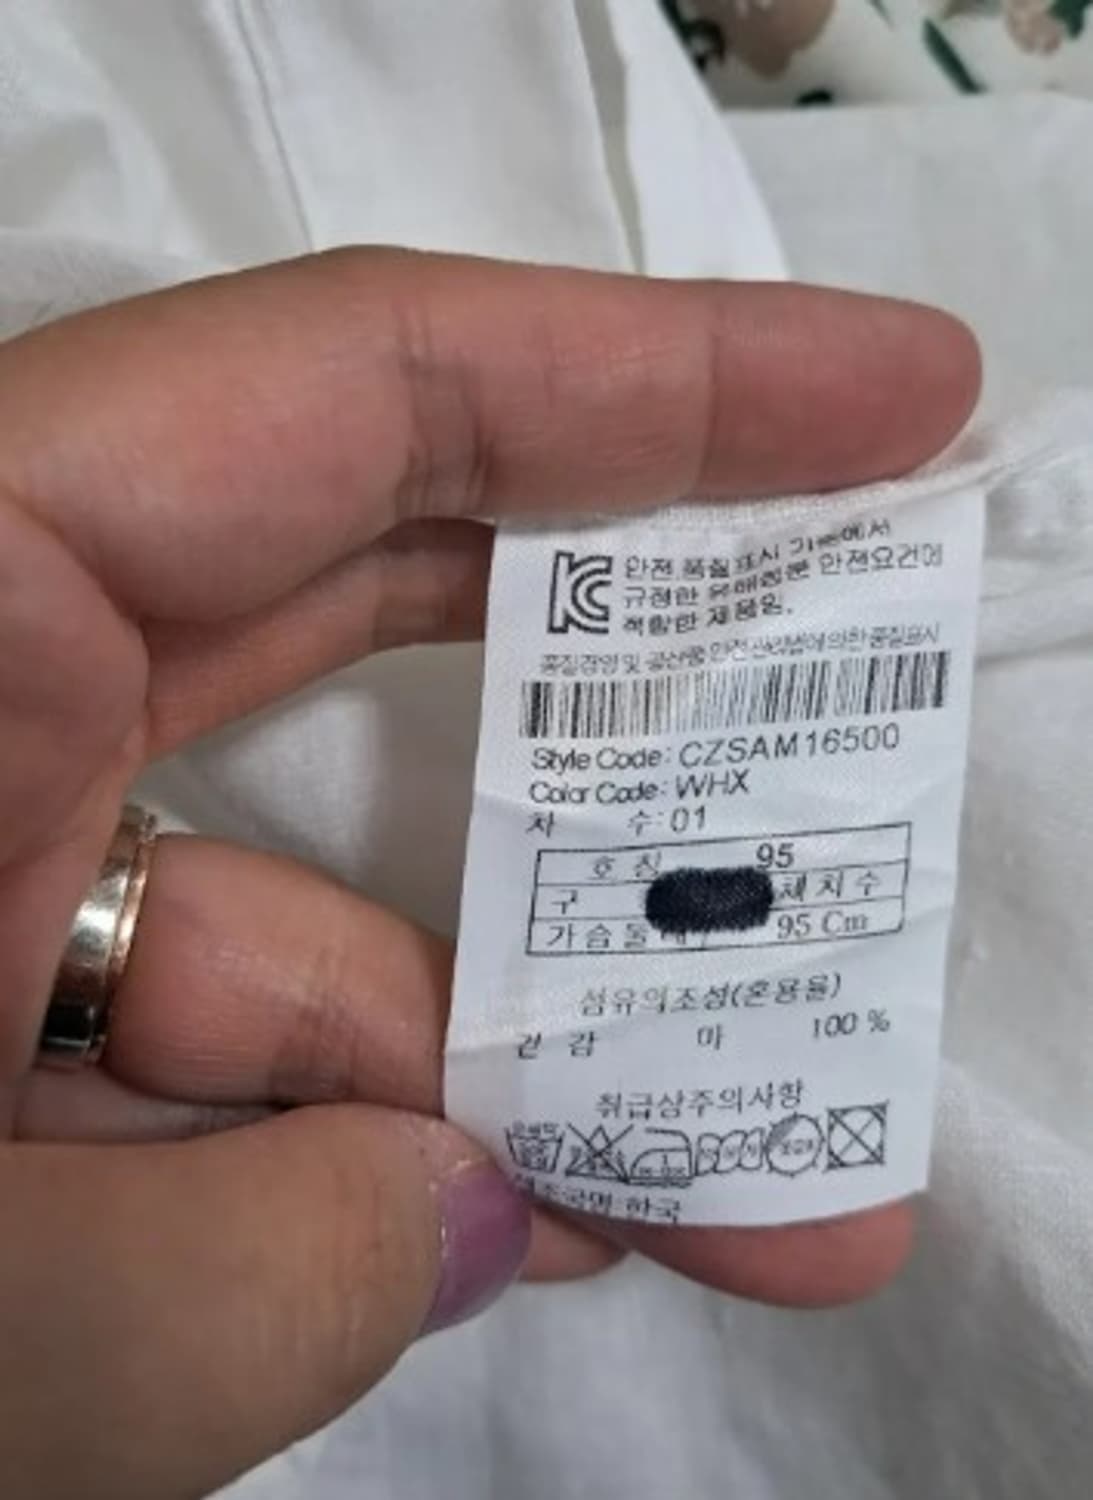 KC 안전.품질표시 기준에서
규정한 유해물질 안전요건에
적합한 제품임.
품질경영 및 공산품 안전관리법에 의한 품질표시
Style Code: CZSAM16500
Color Code: WHX
차 수: 01
호 칭 95
구 체 치 수
가 슴 둘 레 95 Cm
섬유의조성(혼용율)
겉 감 마 100 %
취급상주의사항
제조국명:한국